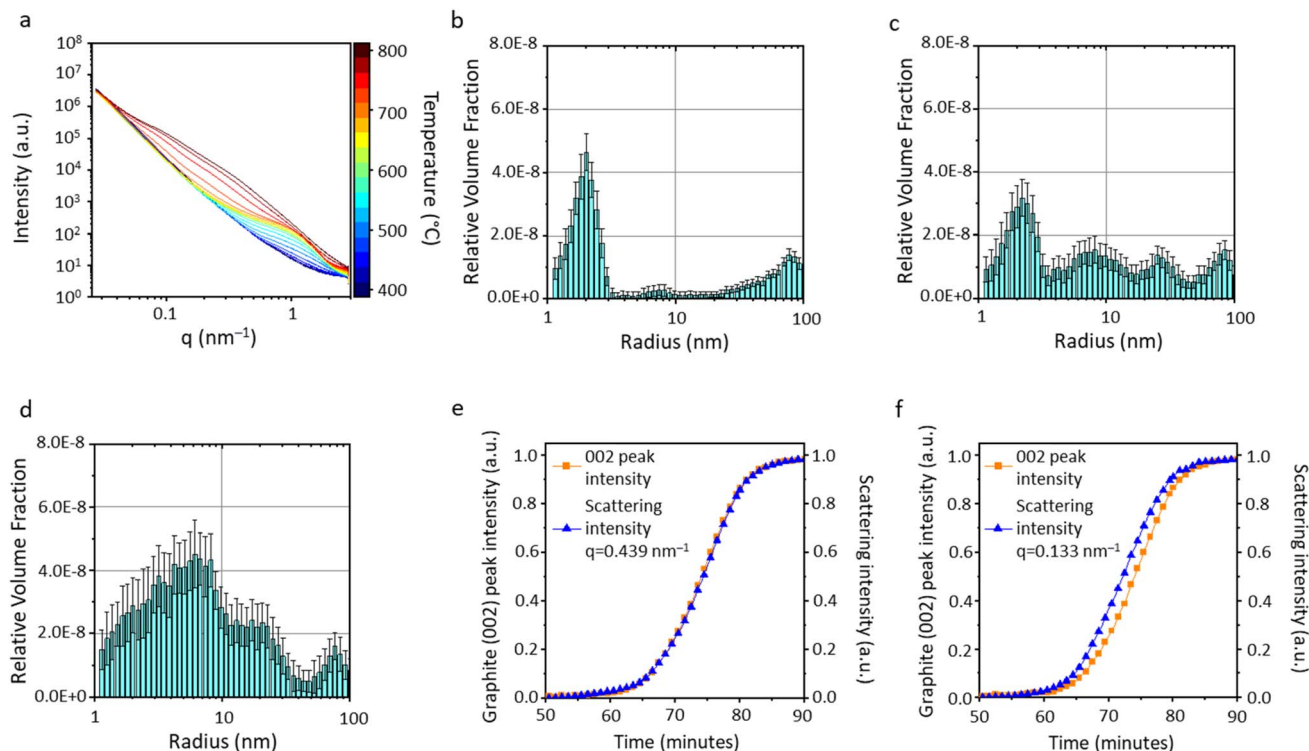 a
10⁸
10⁷
10⁶
10⁵
10⁴
10³
10²
10¹
10⁰
Intensity (a.u.)
0.1 1
q (nm⁻¹)
800
700
600
500
400
Temperature (°C)
b
8.0E-8
6.0E-8
4.0E-8
2.0E-8
0.0E+0
Relative Volume Fraction
1 10 100
Radius (nm)
c
8.0E-8
6.0E-8
4.0E-8
2.0E-8
0.0E+0
Relative Volume Fraction
1 10 100
Radius (nm)
d
8.0E-8
6.0E-8
4.0E-8
2.0E-8
0.0E+0
Relative Volume Fraction
1 10 100
Radius (nm)
e
1.0
0.8
0.6
0.4
0.2
0.0
Graphite (002) peak intensity (a.u.)
002 peak
intensity
Scattering
intensity
q=0.439 nm⁻¹
50 60 70 80 90
Time (minutes)
1.0
0.8
0.6
0.4
0.2
0.0
Scattering intensity (a.u.)
f
1.0
0.8
0.6
0.4
0.2
0.0
Graphite (002) peak intensity (a.u.)
002 peak
intensity
Scattering
intensity
q=0.133 nm⁻¹
50 60 70 80 90
Time (minutes)
1.0
0.8
0.6
0.4
0.2
0.0
Scattering intensity (a.u.)